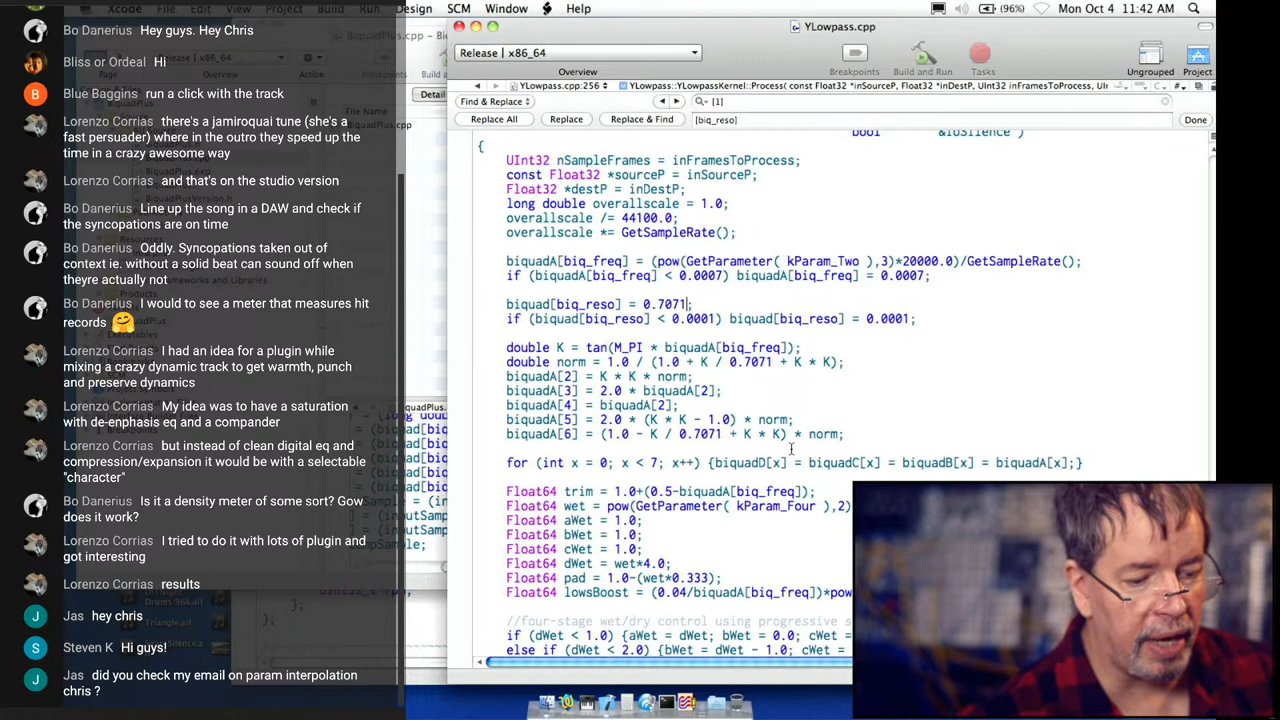 Xcode
Build
Run
Design
SCM
Window
Help
(96%)
Mon Oct 4
11:42 AM
Bo Danerius Hey guys. Hey Chris
Bliss or Ordeal Hi
Blue Baggins run a click with the track
Lorenzo Corrias there's a jamiroquai tune (she's a
fast persuader) where in the outro they speed up the
time in a crazy awesome way
Lorenzo Corrias and that's on the studio version
Bo Danerius Line up the song in a DAW and check if
the syncopations are on time
Bo Danerius Oddly. Syncopations taken out of
context ie. without a solid beat can sound off when
theyre actually not
Bo Danerius I would to see a meter that measures hit
records 🤗
Lorenzo Corrias I had an idea for a plugin while
mixing a crazy dynamic track to get warmth, punch
and preserve dynamics
Lorenzo Corrias My idea was to have a saturation
with de-enphasis eq and a compander
Lorenzo Corrias but instead of clean digital eq and
compression/expansion it would be with a selectable
"character"
Bo Danerius Is it a density meter of some sort? Gow
does it work?
Lorenzo Corrias I tried to do it with lots of plugin and
got interesting
Lorenzo Corrias results
Jas hey chris
Steven K Hi guys!
Jas did you check my email on param interpolation
chris ?
YLowpass.cpp
Release | x86_64
Overview
Breakpoints
Build and Run
Tasks
Ungrouped
Project
YLowpass.cpp:256
YLowpass::YLowpassKernel::Process( const Float32 *inSourceP, Float32 *inDestP, UInt32 inFramesToProcess, UIn
Find & Replace
[1]
Replace All
Replace
Replace & Find
[biq_reso]
Done
bool &ioSilence )
{
UInt32 nSampleFrames = inFramesToProcess;
const Float32 *sourceP = inSourceP;
Float32 *destP = inDestP;
long double overallscale = 1.0;
overallscale /= 44100.0;
overallscale *= GetSampleRate();
biquadA[biq_freq] = (pow(GetParameter( kParam_Two ),3)*20000.0)/GetSampleRate();
if (biquadA[biq_freq] < 0.0007) biquadA[biq_freq] = 0.0007;
biquad[biq_reso] = 0.7071;
if (biquad[biq_reso] < 0.0001) biquad[biq_reso] = 0.0001;
double K = tan(M_PI * biquadA[biq_freq]);
double norm = 1.0 / (1.0 + K / 0.7071 + K * K);
biquadA[2] = K * K * norm;
biquadA[3] = 2.0 * biquadA[2];
biquadA[4] = biquadA[2];
biquadA[5] = 2.0 * (K * K - 1.0) * norm;
biquadA[6] = (1.0 - K / 0.7071 + K * K) * norm;
for (int x = 0; x < 7; x++) {biquadD[x] = biquadC[x] = biquadB[x] = biquadA[x];}
Float64 trim = 1.0+(0.5-biquadA[biq_freq]);
Float64 wet = pow(GetParameter( kParam_Four ),2)
Float64 aWet = 1.0;
Float64 bWet = 1.0;
Float64 cWet = 1.0;
Float64 dWet = wet*4.0;
Float64 pad = 1.0-(wet*0.333);
Float64 lowsBoost = (0.04/biquadA[biq_freq])*pow
//four-stage wet/dry control using progressive s
if (dWet < 1.0) {aWet = dWet; bWet = 0.0; cWet =
else if (dWet < 2.0) {bWet = dWet - 1.0; cWet =